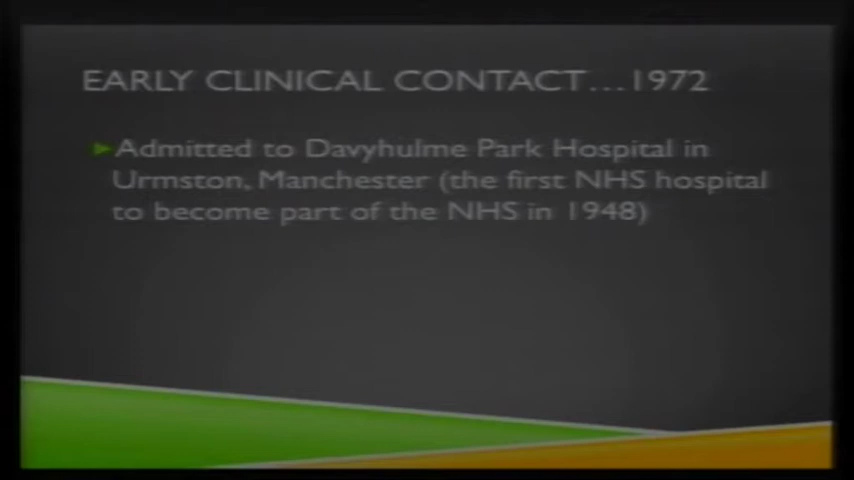 EARLY CLINICAL CONTACT...1972
Admitted to Davyhulme Park Hospital in
Urmston, Manchester (the first NHS hospital
to become part of the NHS in 1948)